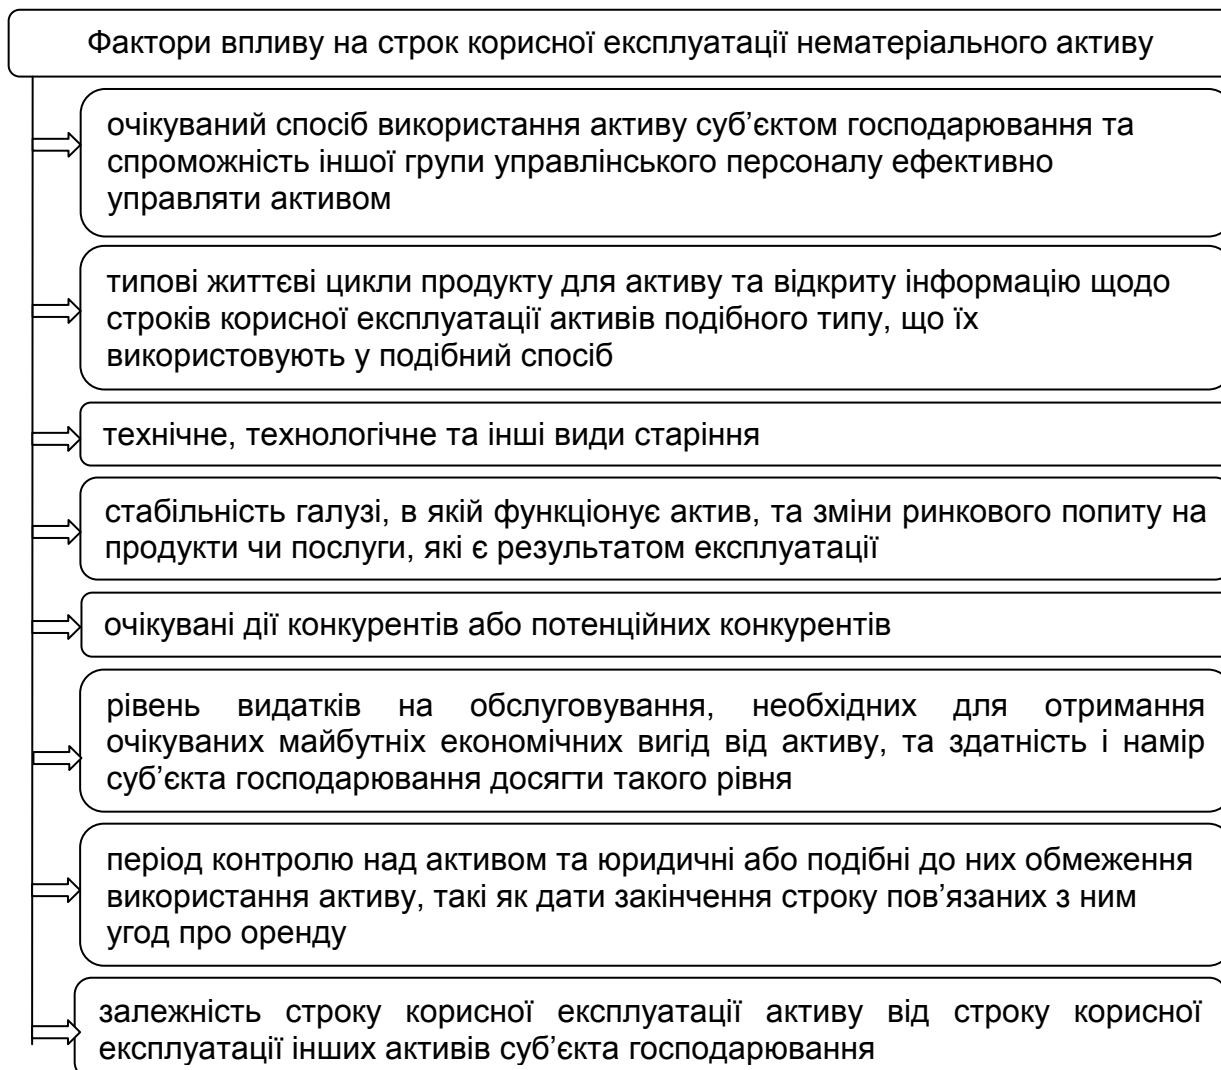 Фактори впливу на строк корисної експлуатації нематеріального активу
очікуваний спосіб використання активу суб’єктом господарювання та
спроможність іншої групи управлінського персоналу ефективно
управляти активом
типові життєві цикли продукту для активу та відкриту інформацію щодо
строків корисної експлуатації активів подібного типу, що їх
використовують у подібний спосіб
технічне, технологічне та інші види старіння
стабільність галузі, в якій функціонує актив, та зміни ринкового попиту на
продукти чи послуги, які є результатом експлуатації
очікувані дії конкурентів або потенційних конкурентів
рівень видатків на обслуговування, необхідних для отримання
очікуваних майбутніх економічних вигід від активу, та здатність і намір
суб’єкта господарювання досягти такого рівня
період контролю над активом та юридичні або подібні до них обмеження
використання активу, такі як дати закінчення строку пов’язаних з ним
угод про оренду
залежність строку корисної експлуатації активу від строку корисної
експлуатації інших активів суб’єкта господарювання